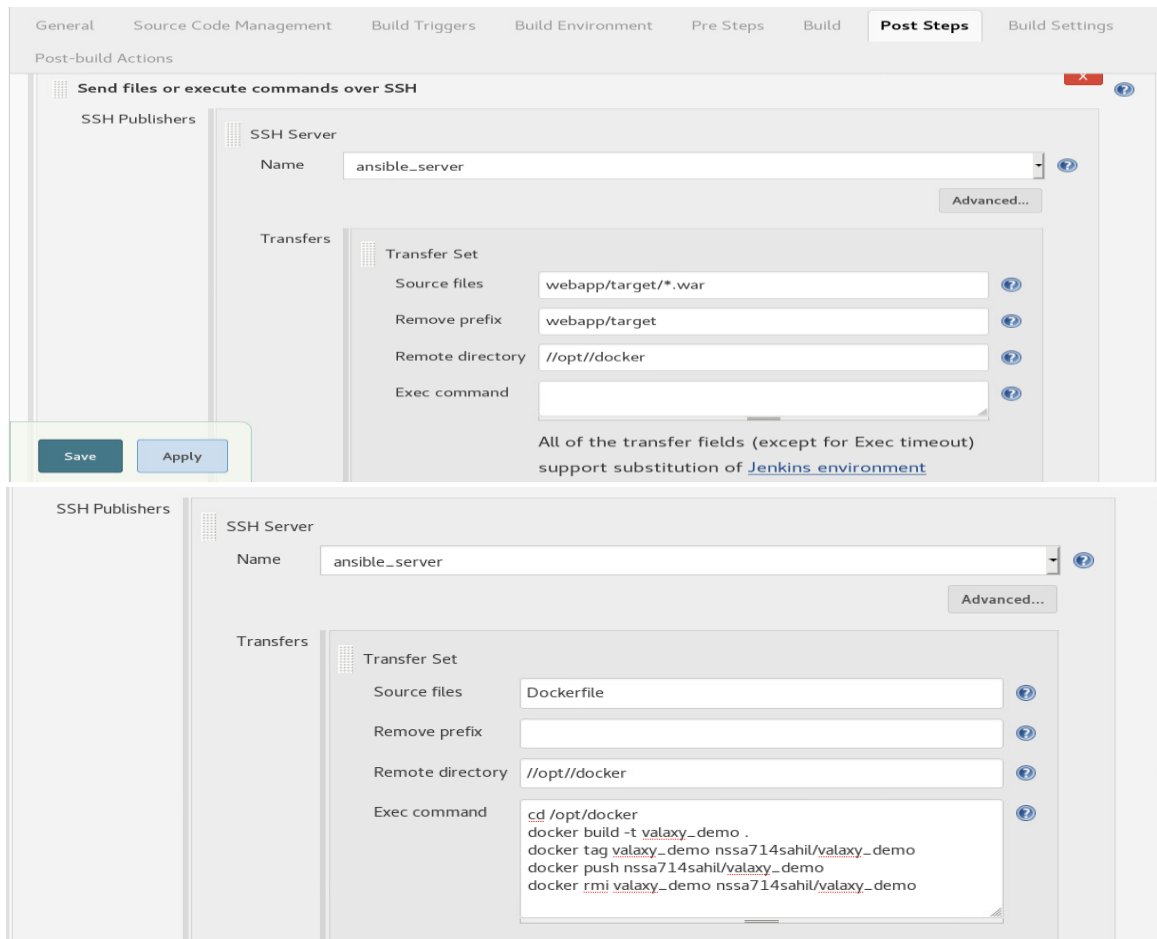 General Source Code Management Build Triggers Build Environment Pre Steps Build Post Steps Build Settings
Post-build Actions
X
Send files or execute commands over SSH
SSH Publishers
SSH Server
Name ansible_server
Advanced...
Transfers
Transfer Set
Source files webapp/target/*.war
Remove prefix webapp/target
Remote directory //opt//docker
Exec command
All of the transfer fields (except for Exec timeout)
support substitution of Jenkins environment
Save Apply
SSH Publishers
SSH Server
Name ansible_server
Advanced...
Transfers
Transfer Set
Source files Dockerfile
Remove prefix
Remote directory //opt//docker
Exec command cd /opt/docker
docker build -t valaxy_demo .
docker tag valaxy_demo nssa714sahil/valaxy_demo
docker push nssa714sahil/valaxy_demo
docker rmi valaxy_demo nssa714sahil/valaxy_demo